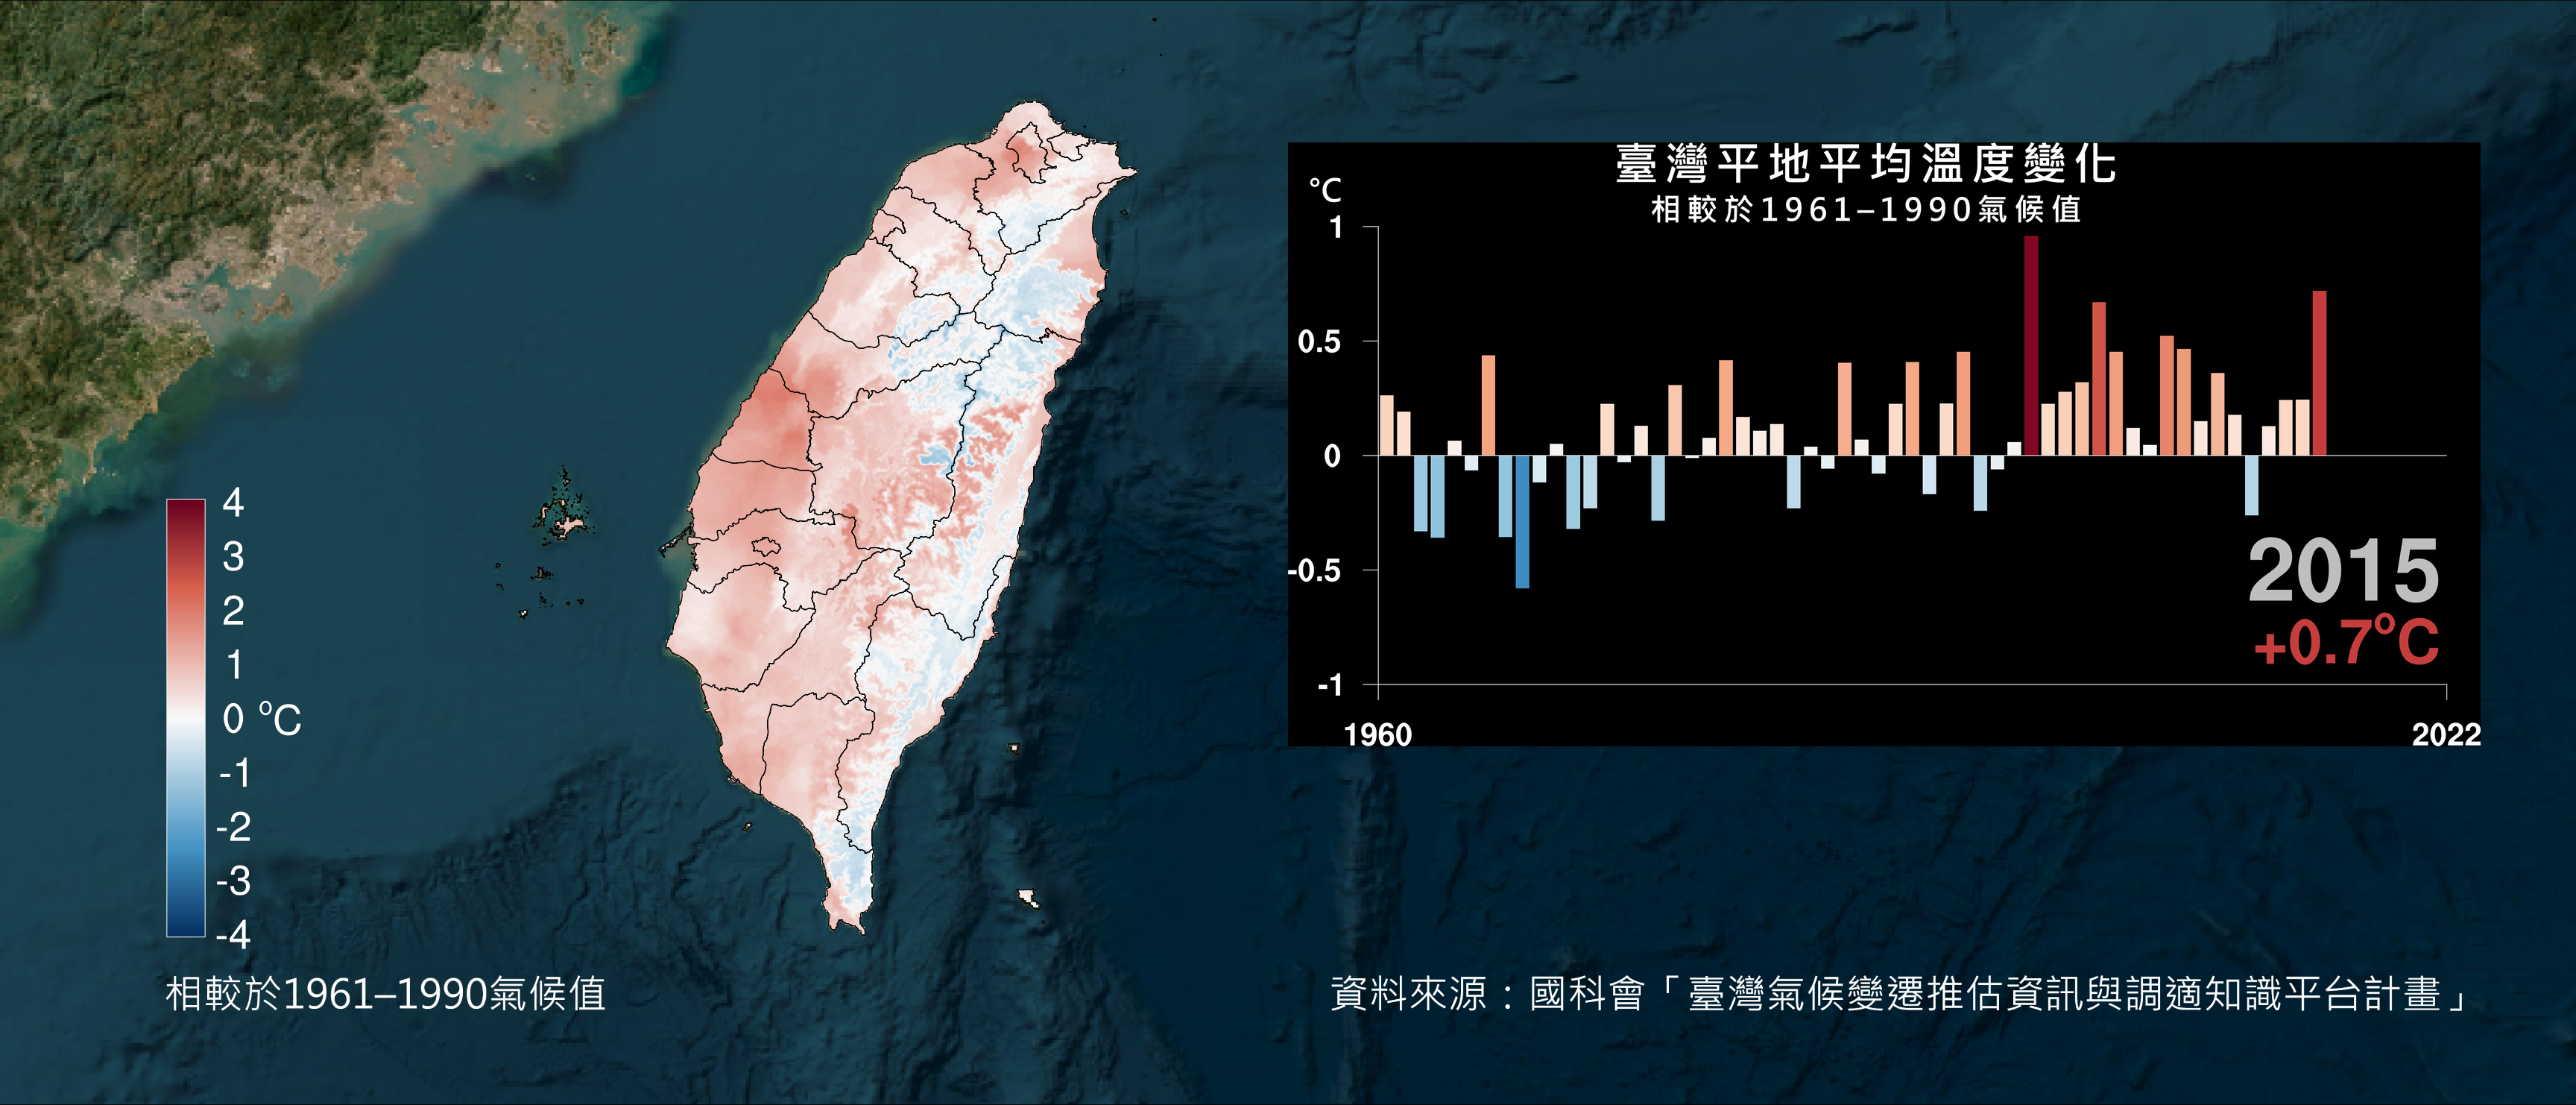 臺灣平地平均溫度變化
相較於1961–1990氣候值
°C
1
0.5
0
-0.5
-1
1960
2022
2015
+0.7°C
4
3
2
1
0 °C
-1
-2
-3
-4
相較於1961–1990氣候值
資料來源：國科會「臺灣氣候變遷推估資訊與調適知識平台計畫」